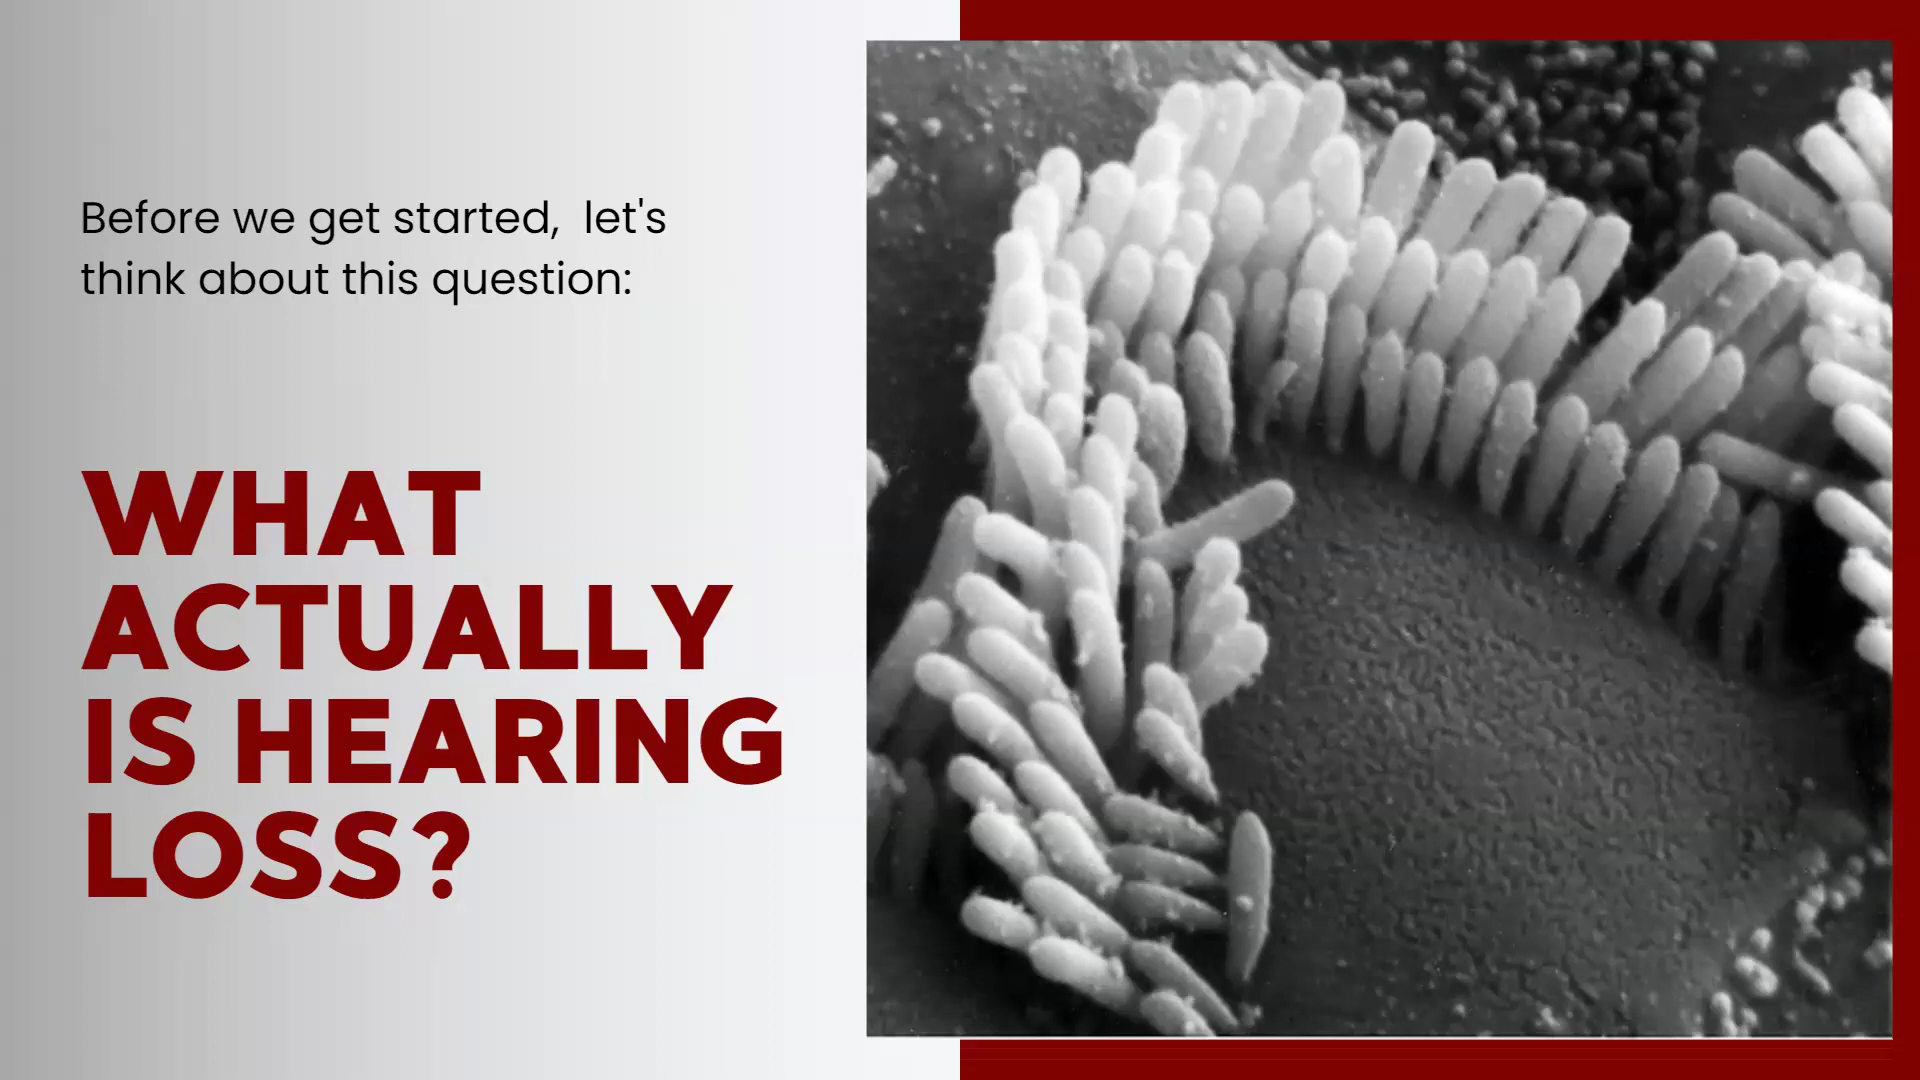 Before we get started,  let's
think about this question:
WHAT
ACTUALLY
IS HEARING
LOSS?